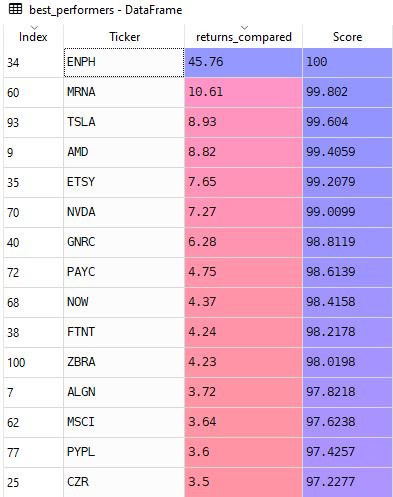 best_performers - DataFrame
Index Ticker returns_compared Score
34 ENPH 45.76 100
60 MRNA 10.61 99.802
93 TSLA 8.93 99.604
9 AMD 8.82 99.4059
35 ETSY 7.65 99.2079
70 NVDA 7.27 99.0099
40 GNRC 6.28 98.8119
72 PAYC 4.75 98.6139
68 NOW 4.37 98.4158
38 FTNT 4.24 98.2178
100 ZBRA 4.23 98.0198
7 ALGN 3.72 97.8218
62 MSCI 3.64 97.6238
77 PYPL 3.6 97.4257
25 CZR 3.5 97.2277